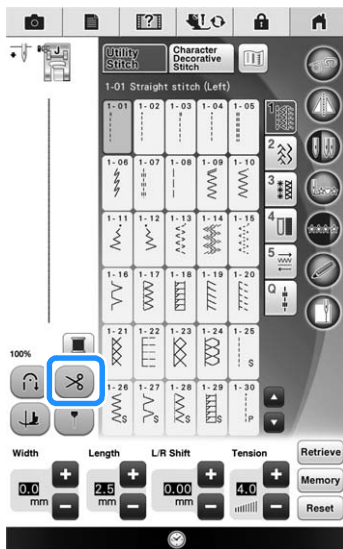 [?]
J
Utility
Stitch
Character
Decorative
Stitch
1-01 Straight stitch (Left)
1-01 1-02 1-03 1-04 1-05
1-06 1-07 1-08 1-09 1-10
1-11 1-12 1-13 1-14 1-15
1-16 1-17 1-18 1-19 1-20
1-21 1-22 1-23 1-24 1-25
S
1-26 1-27 1-28 1-29 1-30
S S S S P
1
2
3
4
5
Q
100%
Width Length L/R Shift Tension
0.0 mm 2.5 mm 0.00 mm 4.0
+ - + - + - + -
Retrieve
Memory
Reset